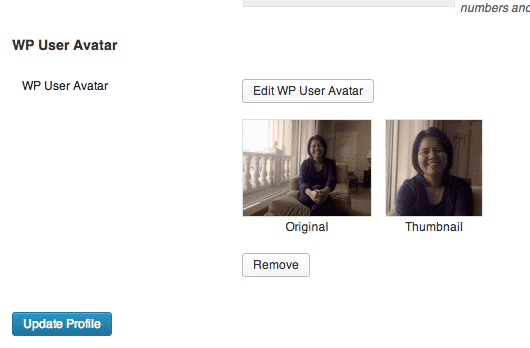 numbers and
WP User Avatar
WP User Avatar
Edit WP User Avatar
Original Thumbnail
Remove
Update Profile